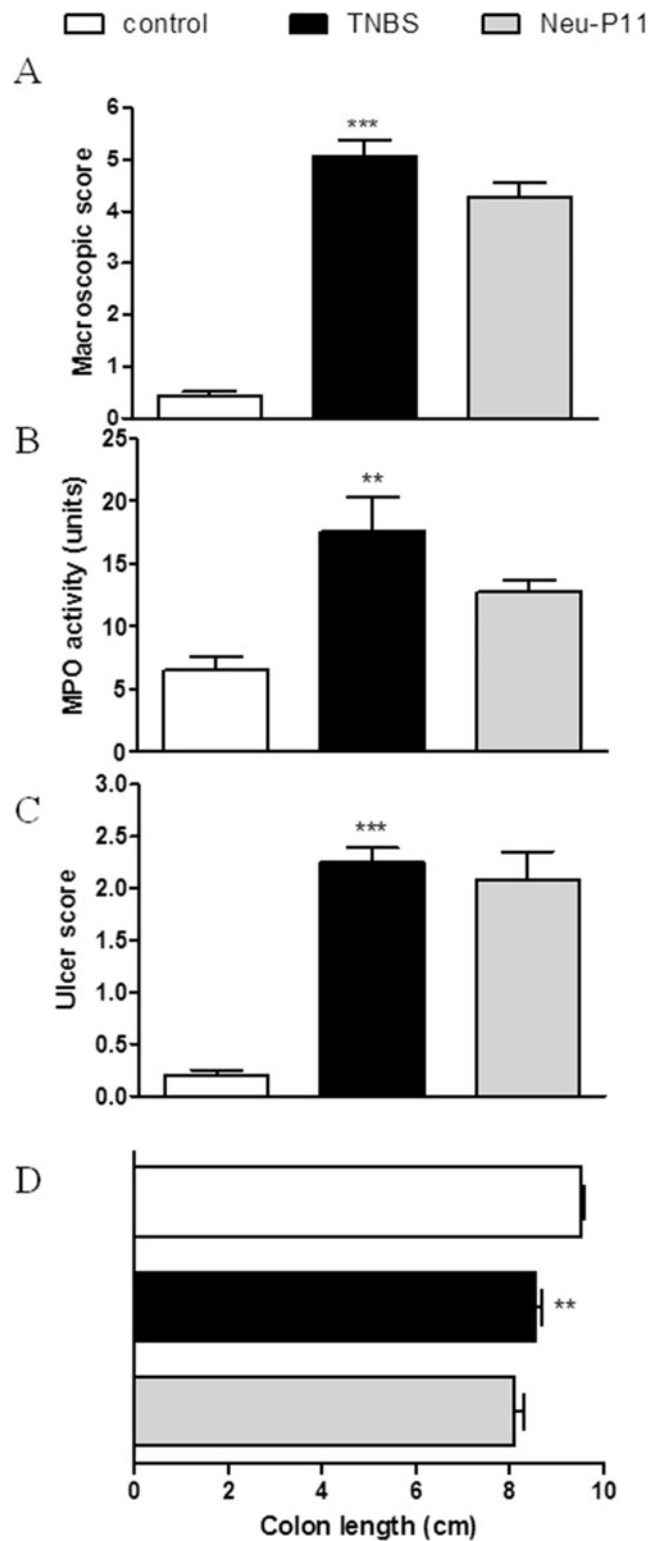 control TNBS Neu-P11
A
6
***
5
4
3
2
1
0
Macroscopic score
B
25
**
20
15
10
5
0
MPO activity (units)
C
3.0
***
2.5
2.0
1.5
1.0
0.5
0.0
Ulcer score
D
**
0 2 4 6 8 10
Colon length (cm)